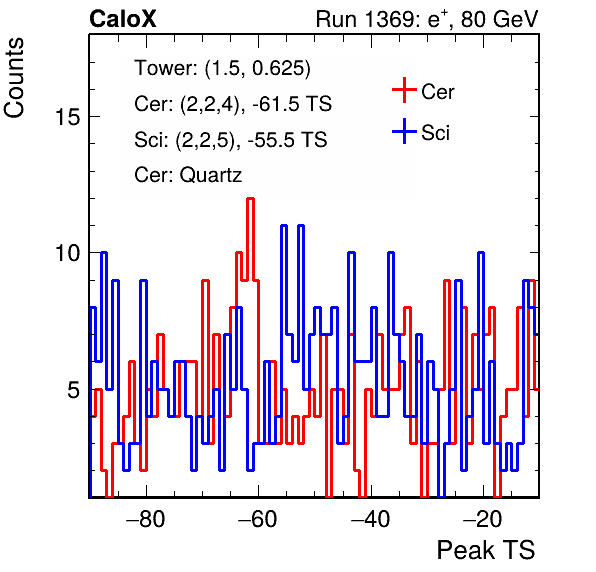 CaloX Run 1369: e⁺, 80 GeV
Counts
Tower: (1.5, 0.625)
Cer: (2,2,4), -61.5 TS
Sci: (2,2,5), -55.5 TS
Cer: Quartz
Cer
Sci
15
10
5
−80 −60 −40 −20
Peak TS